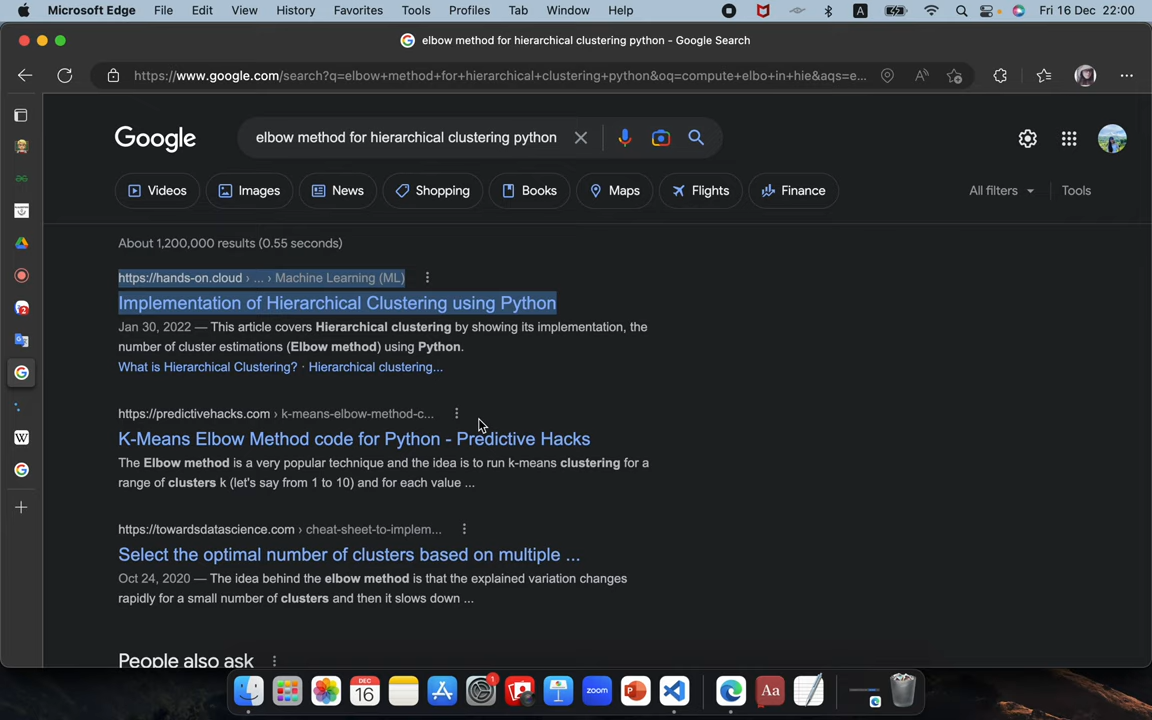 Microsoft Edge File Edit View History Favorites Tools Profiles Tab Window Help A Fri 16 Dec 22:00
elbow method for hierarchical clustering python - Google Search
https://www.google.com/search?q=elbow+method+for+hierarchical+clustering+python&oq=compute+elbo+in+hie&aqs=e...
Google
elbow method for hierarchical clustering python
Videos Images News Shopping Books Maps Flights Finance All filters Tools
About 1,200,000 results (0.55 seconds)
https://hands-on.cloud › ... › Machine Learning (ML)
Implementation of Hierarchical Clustering using Python
Jan 30, 2022 — This article covers Hierarchical clustering by showing its implementation, the
number of cluster estimations (Elbow method) using Python.
What is Hierarchical Clustering? · Hierarchical clustering...
https://predictivehacks.com › k-means-elbow-method-c...
K-Means Elbow Method code for Python - Predictive Hacks
The Elbow method is a very popular technique and the idea is to run k-means clustering for a
range of clusters k (let's say from 1 to 10) and for each value ...
https://towardsdatascience.com › cheat-sheet-to-implem...
Select the optimal number of clusters based on multiple ...
Oct 24, 2020 — The idea behind the elbow method is that the explained variation changes
rapidly for a small number of clusters and then it slows down ...
People also ask
DEC
16
1
zoom
P
Aa
W